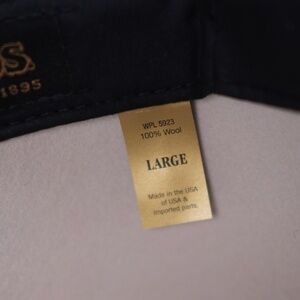 S.
1895
WPL 5923
100% Wool
LARGE
Made in the USA
of USA &
imported parts